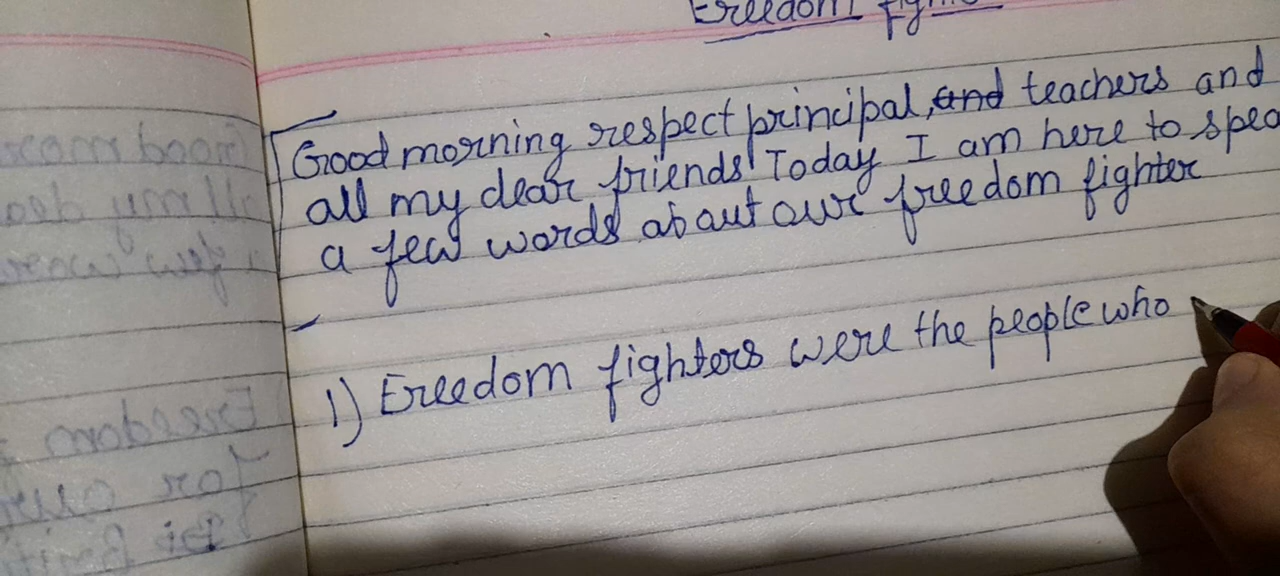 Freedom
Good morning respect principal, and teachers and
all my dear friends! Today I am here to
a few words about our freedom fighter
1) Freedom fighters were the people who